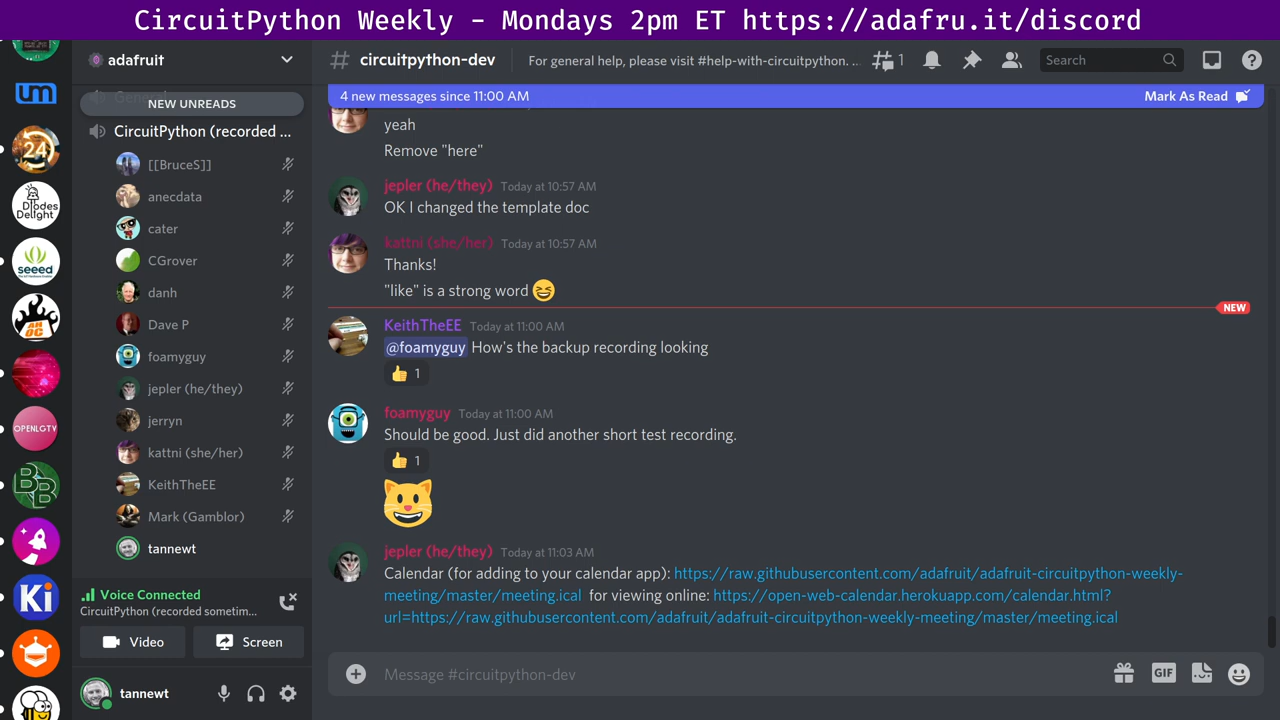 CircuitPython Weekly - Mondays 2pm ET https://adafru.it/discord
adafruit
NEW UNREADS
CircuitPython (recorded ...
[[BruceS]]
anecdata
cater
CGrover
danh
Dave P
foamyguy
jepler (he/they)
jerryn
kattni (she/her)
KeithTheEE
Mark (Gamblor)
tannewt
Voice Connected
CircuitPython (recorded sometim...
Video
Screen
tannewt
um
24
Diodes
Delight
seeed
OPENLGTV
BB
Ki
# circuitpython-dev
For general help, please visit #help-with-circuitpython. ...
1
Search
4 new messages since 11:00 AM
Mark As Read
yeah
Remove "here"
jepler (he/they) Today at 10:57 AM
OK I changed the template doc
kattni (she/her) Today at 10:57 AM
Thanks!
"like" is a strong word 😆
NEW
KeithTheEE Today at 11:00 AM
@foamyguy How's the backup recording looking
👍 1
foamyguy Today at 11:00 AM
Should be good. Just did another short test recording.
👍 1
jepler (he/they) Today at 11:03 AM
Calendar (for adding to your calendar app): https://raw.githubusercontent.com/adafruit/adafruit-circuitpython-weekly-
meeting/master/meeting.ical for viewing online: https://open-web-calendar.herokuapp.com/calendar.html?
url=https://raw.githubusercontent.com/adafruit/adafruit-circuitpython-weekly-meeting/master/meeting.ical
Message #circuitpython-dev
GIF